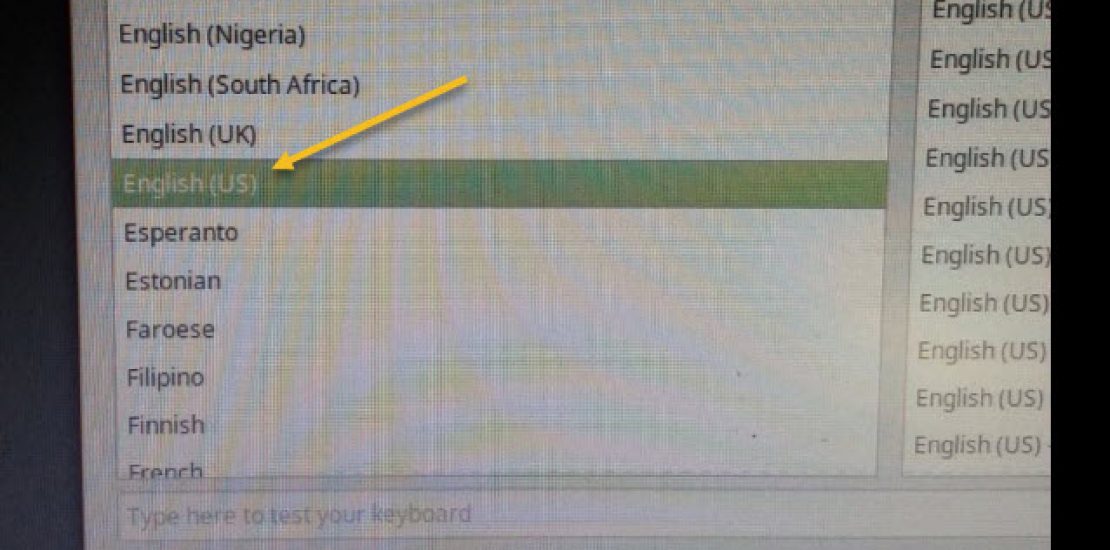 English (Nigeria)
English (South Africa)
English (UK)
English (US)
Esperanto
Estonian
Faroese
Filipino
Finnish
French
English (US
English (US
English (US
English (US
English (US)
English (US)
English (US)
English (US)
English (US)
English (US) -
Type here to test your keyboard